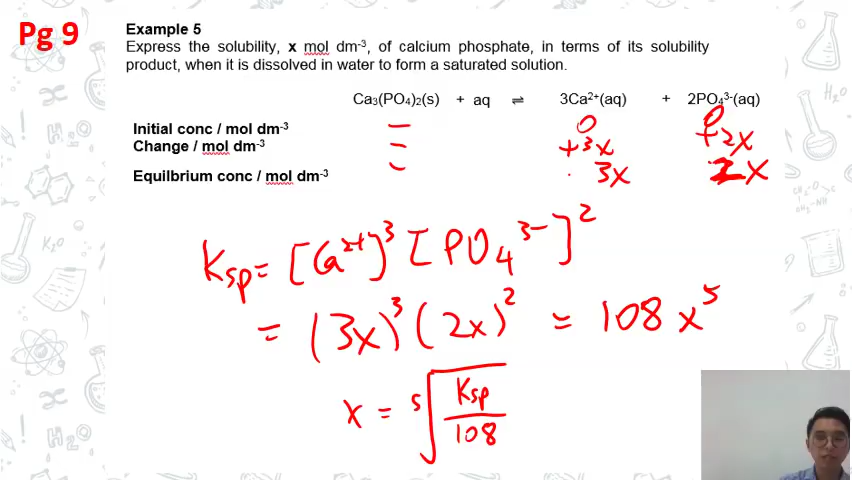 Pg 9
Example 5
Express the solubility, x mol dm-3, of calcium phosphate, in terms of its solubility
product, when it is dissolved in water to form a saturated solution.
Ca3(PO4)2(s) + aq ⇌ 3Ca2+(aq) + 2PO43-(aq)
Initial conc / mol dm-3 – 0 0
Change / mol dm-3 – +3x +2x
Equilbrium conc / mol dm-3 – 3x 2x
Ksp = [Ca2+]3 [PO43-]2
= (3x)3 (2x)2 = 108 x5
x = 5√(Ksp/108)